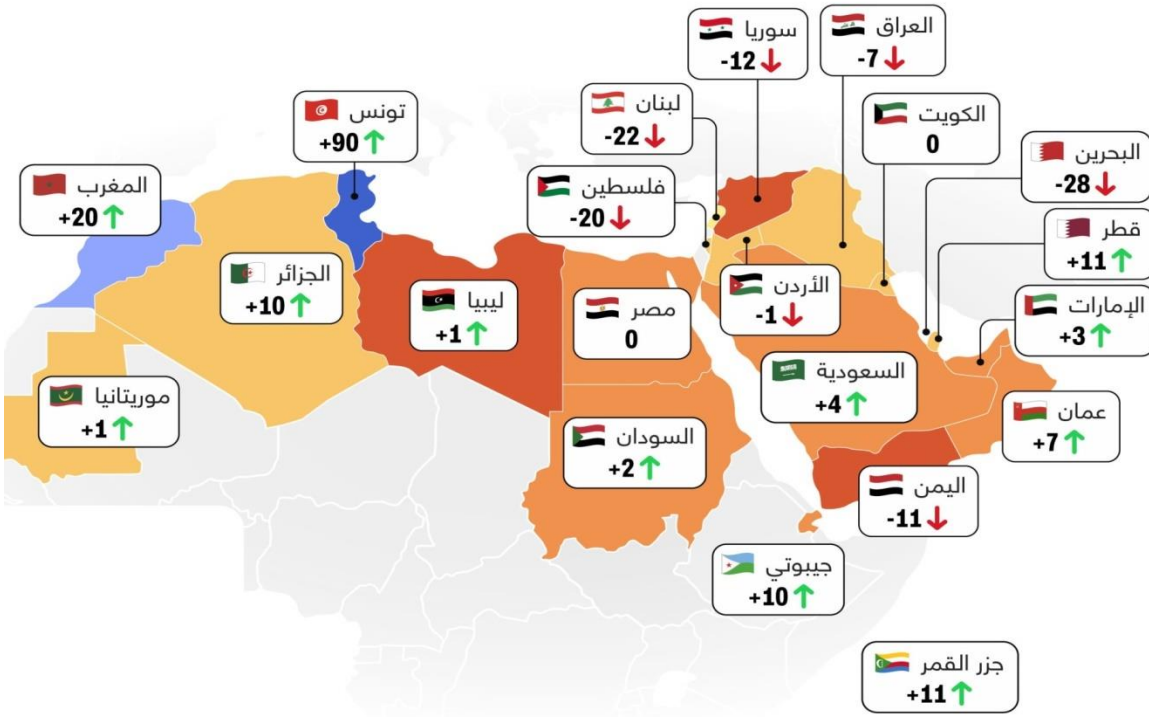 سوريا
-12
العراق
-7
لبنان
-22
الكويت
0
تونس
+90
البحرين
-28
المغرب
+20
فلسطين
-20
قطر
+11
الجزائر
+10
ليبيا
+1
مصر
0
الأردن
-1
الإمارات
+3
السعودية
+4
موريتانيا
+1
عمان
+7
السودان
+2
اليمن
-11
جيبوتي
+10
جزر القمر
+11